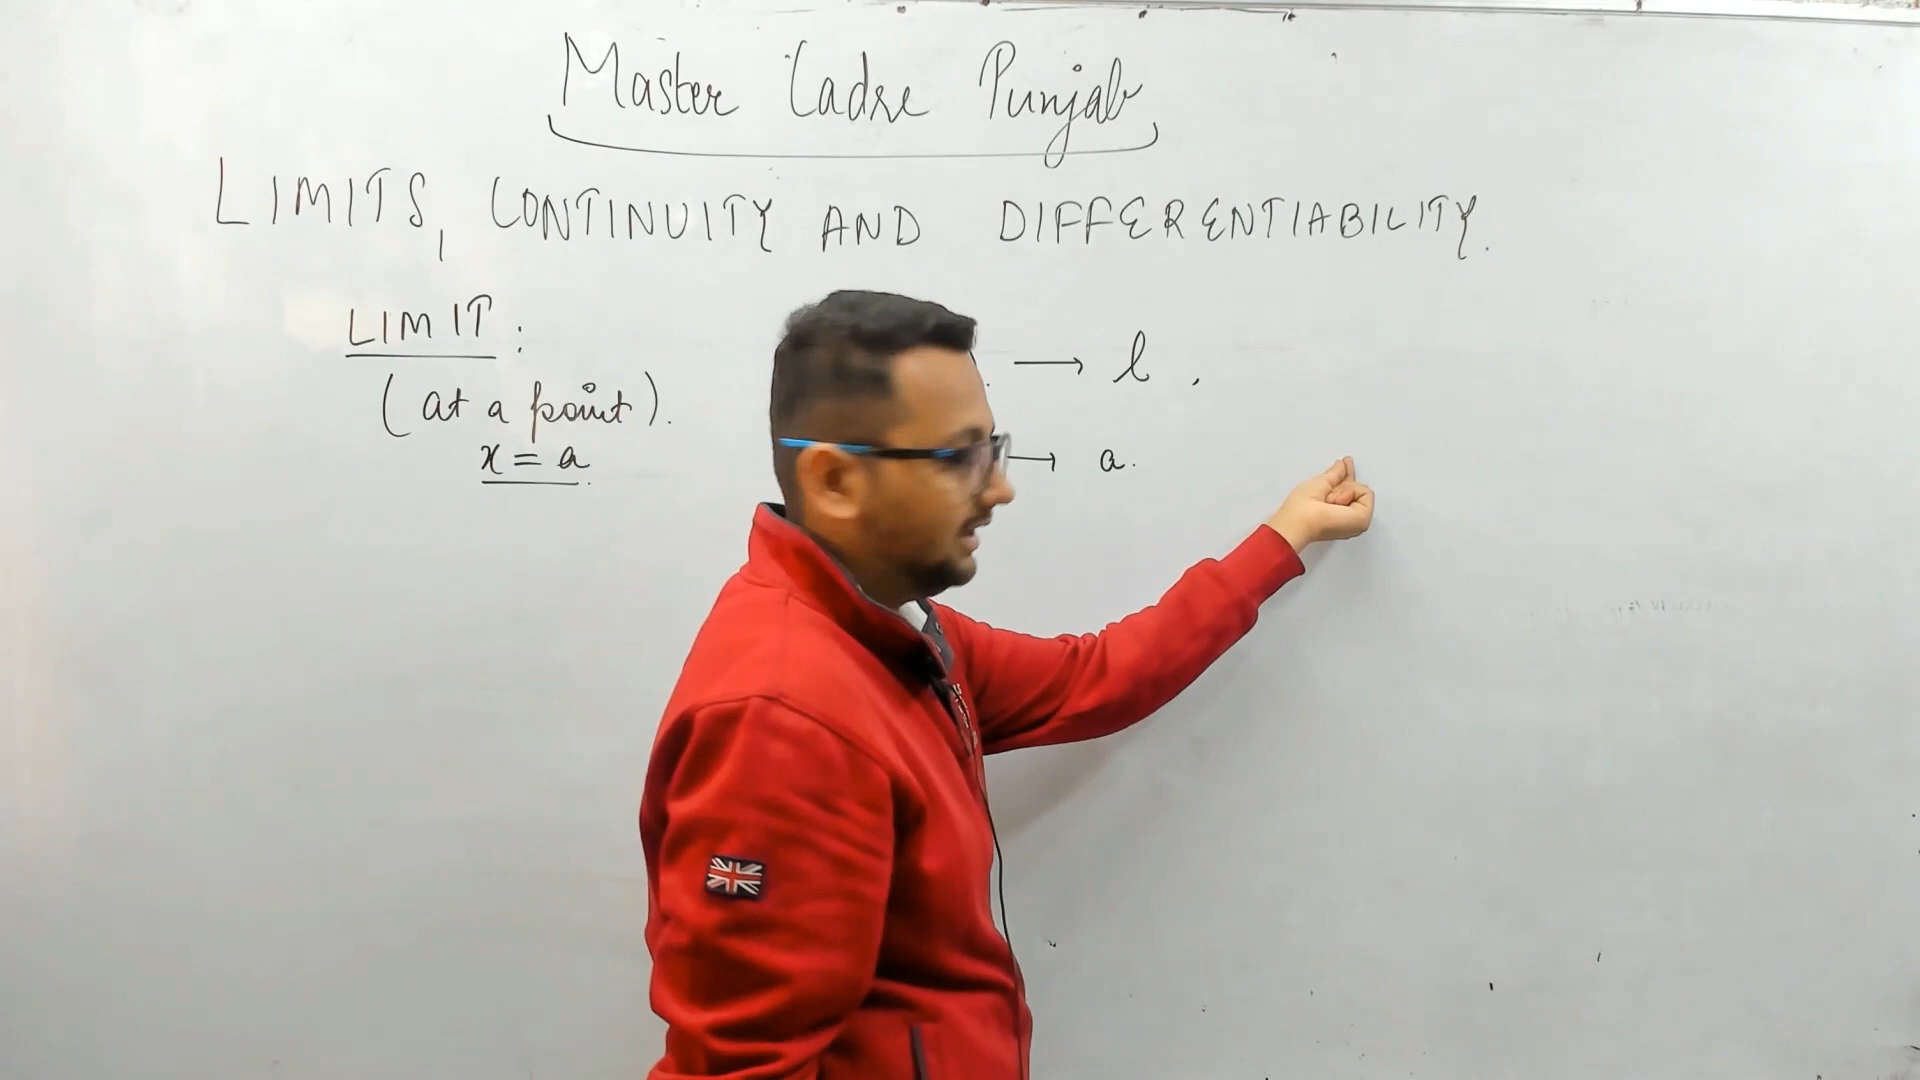 Master Cadre Punjab
LIMITS, CONTINUITY AND DIFFERENTIABILITY.
LIMIT :
(at a point).
x = a.
⟶ l ,
⟶ a.